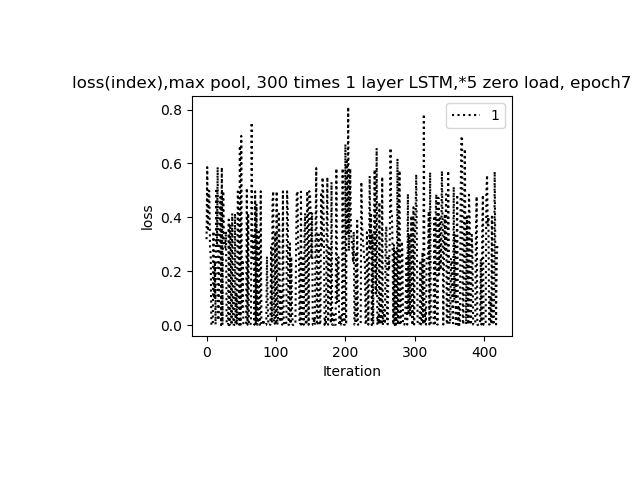 loss(index),max pool, 300 times 1 layer LSTM,*5 zero load, epoch7
1
0.8
0.6
0.4
0.2
0.0
loss
0 100 200 300 400
Iteration